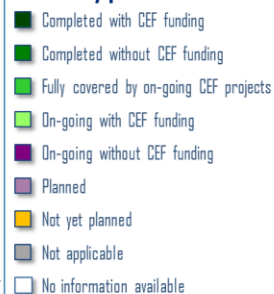 Completed with CEF funding
Completed without CEF funding
Fully covered by on-going CEF projects
On-going with CEF funding
On-going without CEF funding
Planned
Not yet planned
Not applicable
No information available